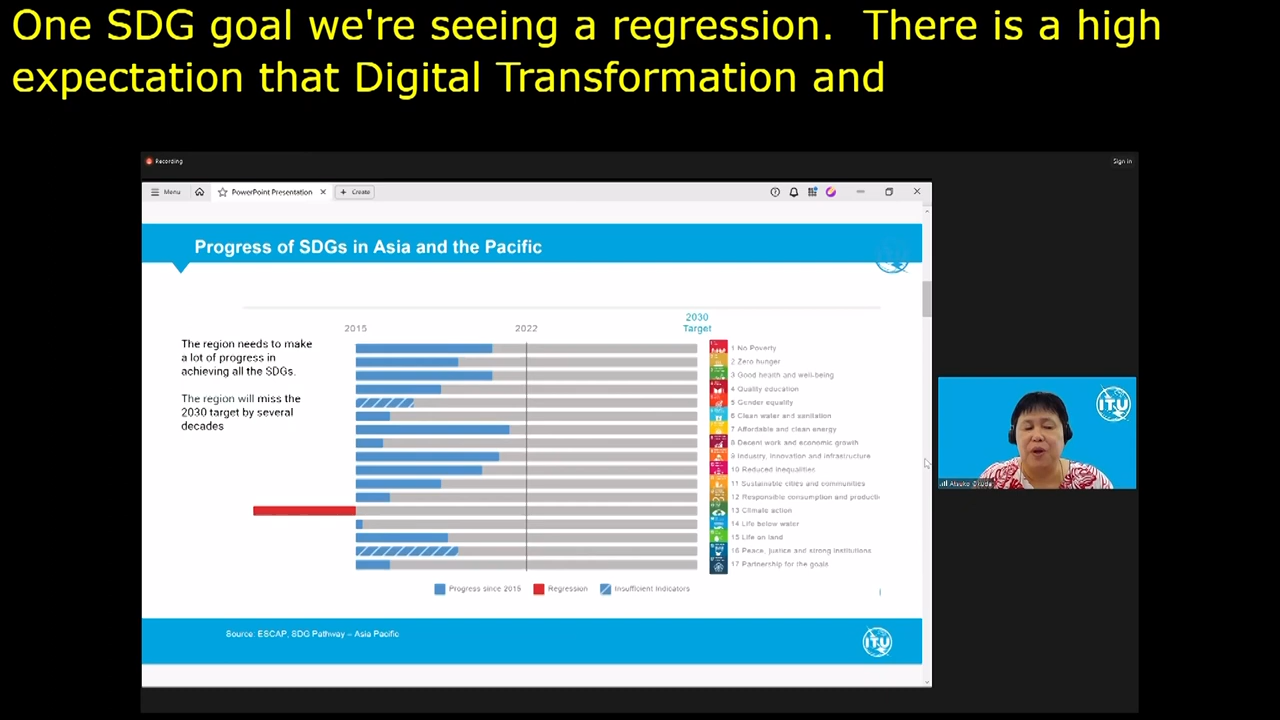 One SDG goal we're seeing a regression.  There is a high
expectation that Digital Transformation and
Recording
Sign in
Menu
PowerPoint Presentation
Create
Progress of SDGs in Asia and the Pacific
2015
2022
2030
Target
The region needs to make
a lot of progress in
achieving all the SDGs.
The region will miss the
2030 target by several
decades
1 No Poverty
2 Zero hunger
3 Good health and well-being
4 Quality education
5 Gender equality
6 Clean water and sanitation
7 Affordable and clean energy
8 Decent work and economic growth
9 Industry, innovation and infrastructure
10 Reduced inequalities
11 Sustainable cities and communities
12 Responsible consumption and producti
13 Climate action
14 Life below water
15 Life on land
16 Peace, justice and strong institutions
17 Partnership for the goals
Progress since 2015
Regression
Insufficient indicators
Source: ESCAP, SDG Pathway – Asia Pacific
ITU
ITU
Atsuko Okuda